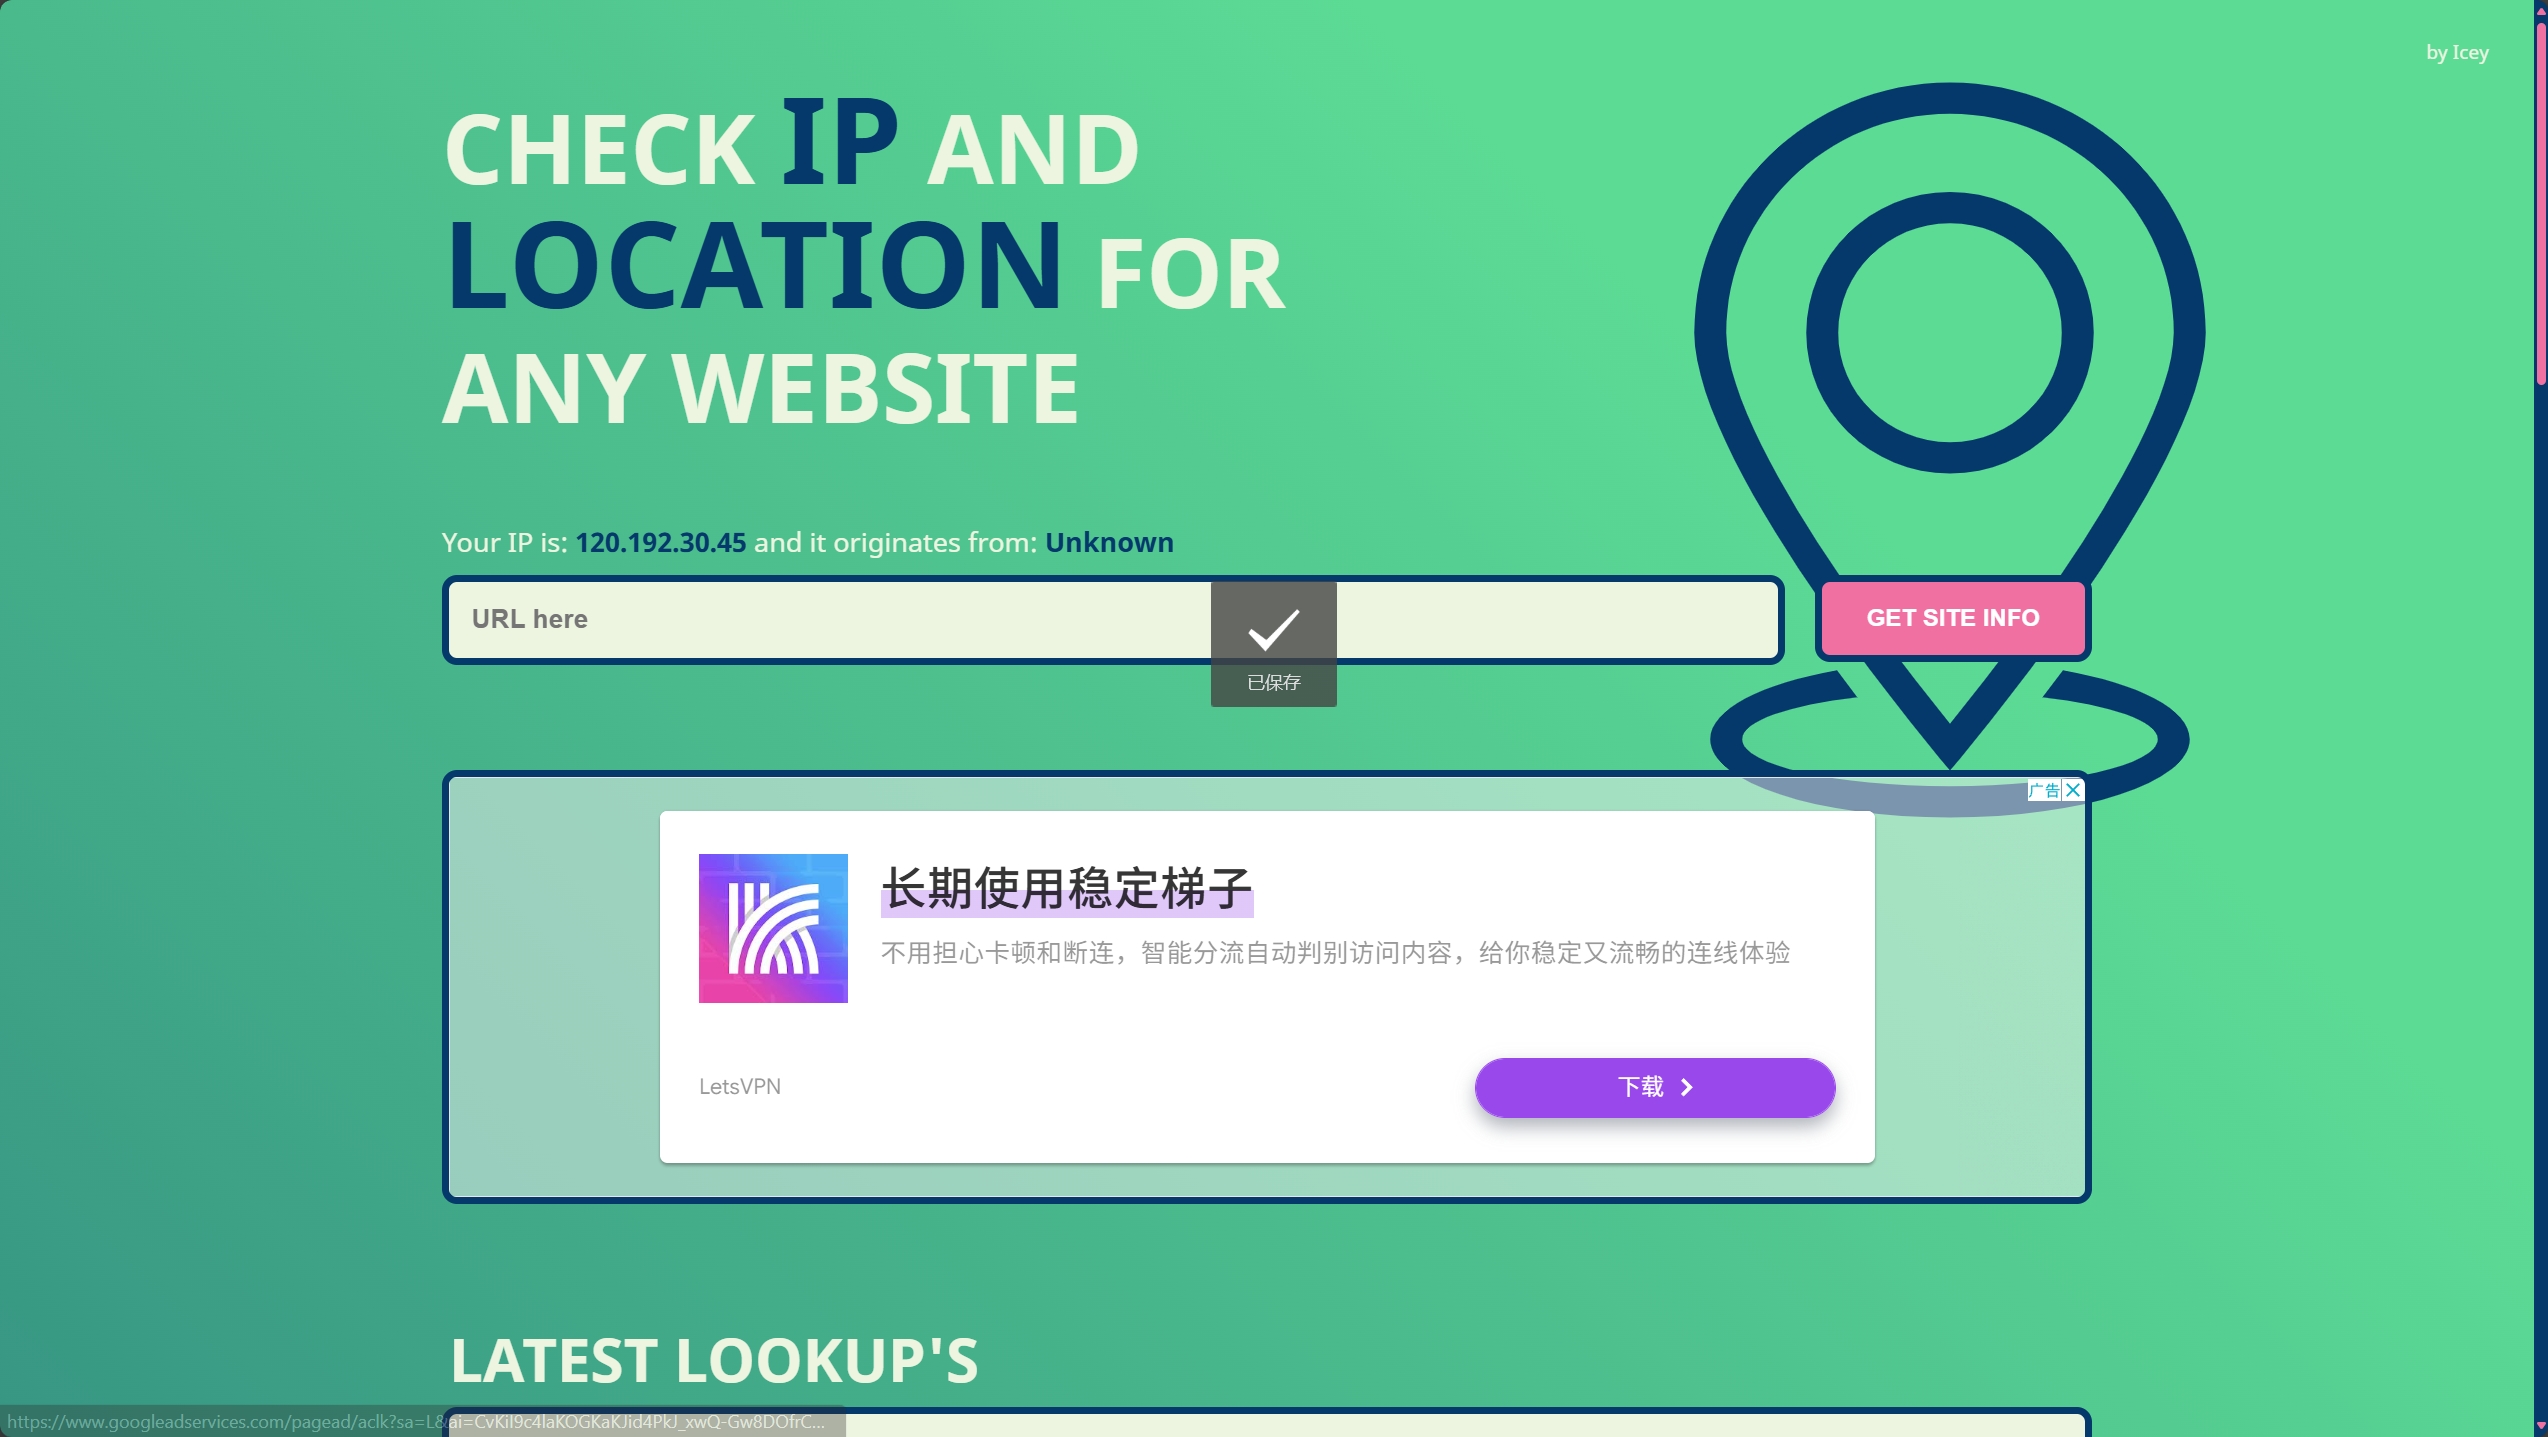 by Icey
CHECK IP AND
LOCATION FOR
ANY WEBSITE
Your IP is: 120.192.30.45 and it originates from: Unknown
URL here
GET SITE INFO
已保存
广告
长期使用稳定梯子
不用担心卡顿和断连，智能分流自动判别访问内容，给你稳定又流畅的连线体验
LetsVPN
下载
LATEST LOOKUP'S
https://www.googleadservices.com/pagead/aclk?sa=L&ai=CvKil9c4laKOGKaKJid4PkJ_xwQ-Gw8DOfrC...